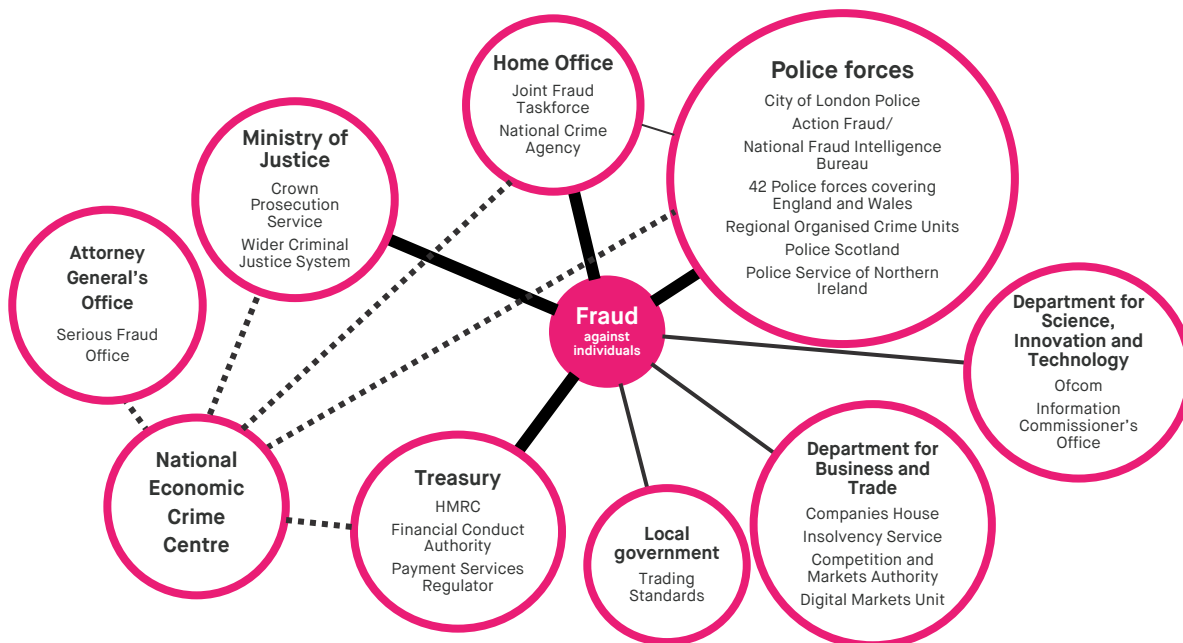 Home Office
Joint Fraud
Taskforce
National Crime
Agency
Police forces
City of London Police
Action Fraud/
National Fraud Intelligence
Bureau
42 Police forces covering
England and Wales
Regional Organised Crime Units
Police Scotland
Police Service of Northern
Ireland
Ministry of
Justice
Crown
Prosecution
Service
Wider Criminal
Justice System
Attorney
General's
Office
Serious Fraud
Office
Fraud
against
individuals
Department for
Science,
Innovation and
Technology
Ofcom
Information
Commissioner's
Office
National
Economic
Crime
Centre
Treasury
HMRC
Financial Conduct
Authority
Payment Services
Regulator
Local
government
Trading
Standards
Department for
Business and
Trade
Companies House
Insolvency Service
Competition and
Markets Authority
Digital Markets Unit